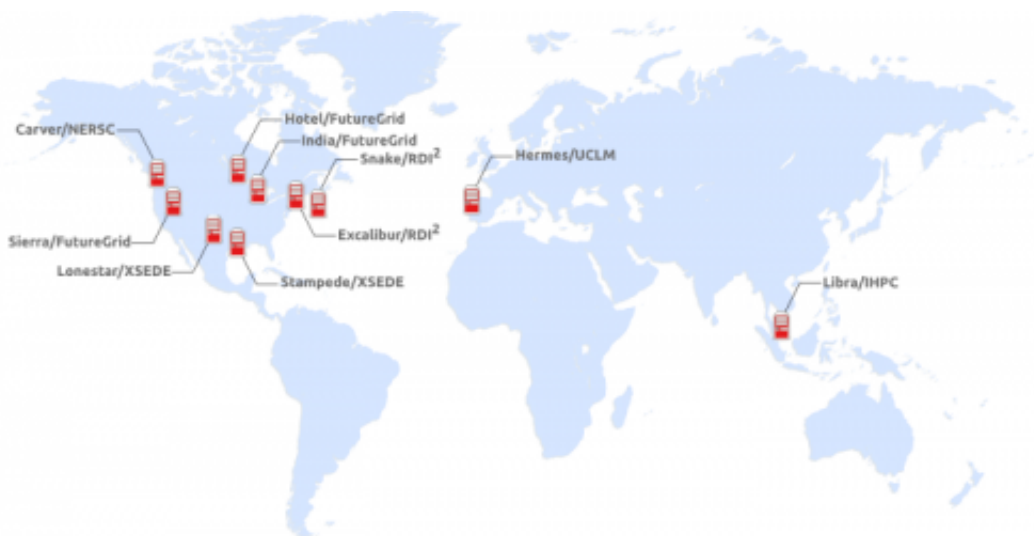 Hotel/FutureGrid
Carver/NERSC
India/FutureGrid
Snake/RDI²
Hermes/UCLM
Excalibur/RDI²
Sierra/FutureGrid
Lonestar/XSEDE
Stampede/XSEDE
Libra/IHPC